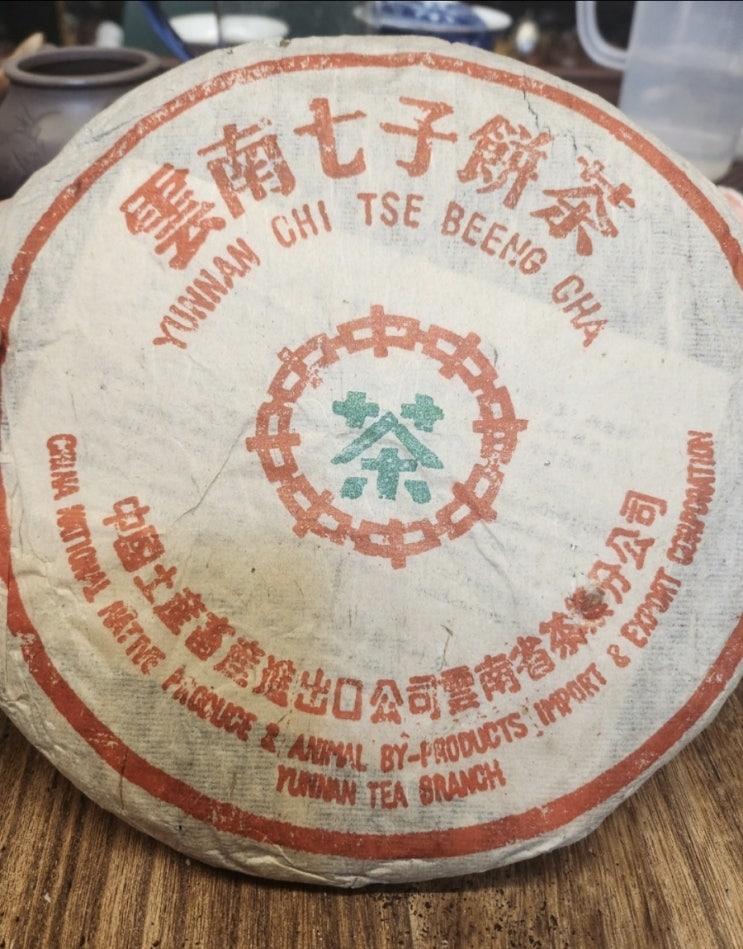 雲南七子餅茶
YUNNAN CHI TSE BEENG CHA
茶
中國土產畜產進出口公司雲南省茶葉分公司
CHINA NATIONAL NATIVE PRODUCE & ANIMAL BY-PRODUCTS IMPORT & EXPORT CORPORATION
YUNNAN TEA BRANCH